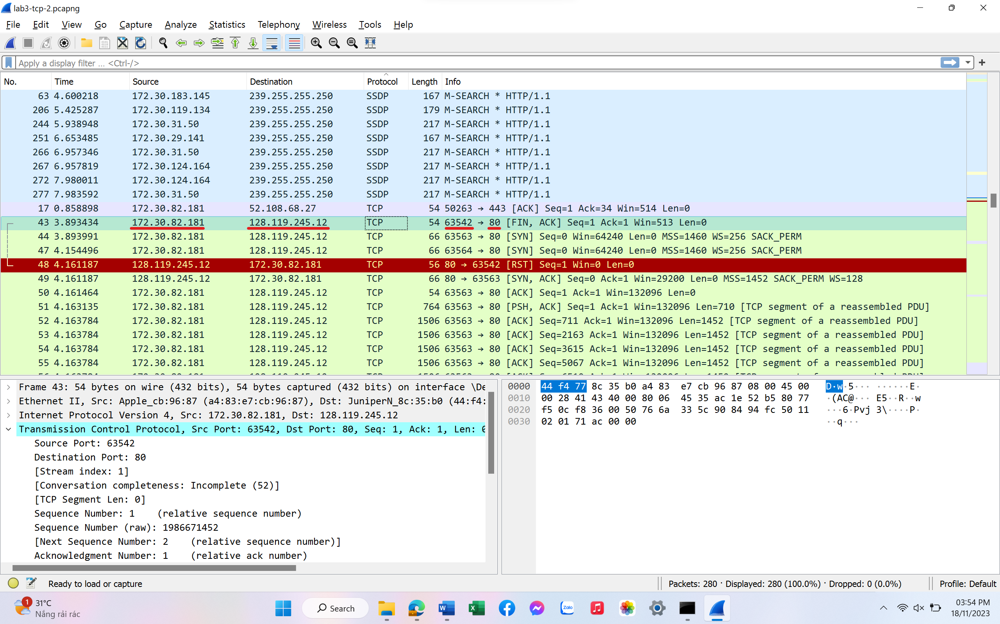 lab3-tcp-2.pcapng
File Edit View Go Capture Analyze Statistics Telephony Wireless Tools Help
Apply a display filter ... <Ctrl-/>
No. Time Source Destination Protocol Length Info
63 4.600218 172.30.183.145 239.255.255.250 SSDP 167 M-SEARCH * HTTP/1.1
206 5.425287 172.30.119.134 239.255.255.250 SSDP 179 M-SEARCH * HTTP/1.1
244 5.938948 172.30.31.50 239.255.255.250 SSDP 217 M-SEARCH * HTTP/1.1
251 6.653485 172.30.29.141 239.255.255.250 SSDP 167 M-SEARCH * HTTP/1.1
266 6.957346 172.30.31.50 239.255.255.250 SSDP 217 M-SEARCH * HTTP/1.1
267 6.957819 172.30.124.164 239.255.255.250 SSDP 217 M-SEARCH * HTTP/1.1
272 7.980011 172.30.124.164 239.255.255.250 SSDP 217 M-SEARCH * HTTP/1.1
277 7.983592 172.30.31.50 239.255.255.250 SSDP 217 M-SEARCH * HTTP/1.1
17 0.858898 172.30.82.181 52.108.68.27 TCP 54 50263 → 443 [ACK] Seq=1 Ack=34 Win=514 Len=0
43 3.893434 172.30.82.181 128.119.245.12 TCP 54 63542 → 80 [FIN, ACK] Seq=1 Ack=1 Win=513 Len=0
44 3.893991 172.30.82.181 128.119.245.12 TCP 66 63563 → 80 [SYN] Seq=0 Win=64240 Len=0 MSS=1460 WS=256 SACK_PERM
47 4.154496 172.30.82.181 128.119.245.12 TCP 66 63564 → 80 [SYN] Seq=0 Win=64240 Len=0 MSS=1460 WS=256 SACK_PERM
48 4.161187 128.119.245.12 172.30.82.181 TCP 56 80 → 63542 [RST] Seq=1 Win=0 Len=0
49 4.161187 128.119.245.12 172.30.82.181 TCP 66 80 → 63563 [SYN, ACK] Seq=0 Ack=1 Win=29200 Len=0 MSS=1452 SACK_PERM WS=128
50 4.161464 172.30.82.181 128.119.245.12 TCP 54 63563 → 80 [ACK] Seq=1 Ack=1 Win=132096 Len=0
51 4.163135 172.30.82.181 128.119.245.12 TCP 764 63563 → 80 [PSH, ACK] Seq=1 Ack=1 Win=132096 Len=710 [TCP segment of a reassembled PDU]
52 4.163784 172.30.82.181 128.119.245.12 TCP 1506 63563 → 80 [ACK] Seq=711 Ack=1 Win=132096 Len=1452 [TCP segment of a reassembled PDU]
53 4.163784 172.30.82.181 128.119.245.12 TCP 1506 63563 → 80 [ACK] Seq=2163 Ack=1 Win=132096 Len=1452 [TCP segment of a reassembled PDU]
54 4.163784 172.30.82.181 128.119.245.12 TCP 1506 63563 → 80 [ACK] Seq=3615 Ack=1 Win=132096 Len=1452 [TCP segment of a reassembled PDU]
55 4.163784 172.30.82.181 128.119.245.12 TCP 1506 63563 → 80 [ACK] Seq=5067 Ack=1 Win=132096 Len=1452 [TCP segment of a reassembled PDU]
Frame 43: 54 bytes on wire (432 bits), 54 bytes captured (432 bits) on interface \De
Ethernet II, Src: Apple_cb:96:87 (a4:83:e7:cb:96:87), Dst: JuniperN_8c:35:b0 (44:f4:
Internet Protocol Version 4, Src: 172.30.82.181, Dst: 128.119.245.12
Transmission Control Protocol, Src Port: 63542, Dst Port: 80, Seq: 1, Ack: 1, Len: 0
Source Port: 63542
Destination Port: 80
[Stream index: 1]
[Conversation completeness: Incomplete (52)]
[TCP Segment Len: 0]
Sequence Number: 1 (relative sequence number)
Sequence Number (raw): 1986671452
[Next Sequence Number: 2 (relative sequence number)]
Acknowledgment Number: 1 (relative ack number)
0000 44 f4 77 8c 35 b0 a4 83 e7 cb 96 87 08 00 45 00 D·w·5··· ······E·
0010 00 28 41 43 40 00 80 06 45 35 ac 1e 52 b5 80 77 ·(AC@··· E5··R··w
0020 f5 0c f8 36 00 50 76 6a 33 5c 90 84 94 fc 50 11 ···6·Pvj 3\····P·
0030 02 01 71 ac 00 00 ··q···
Ready to load or capture
Packets: 280 · Displayed: 280 (100.0%) · Dropped: 0 (0.0%)
Profile: Default
1
31°C
Nắng rải rác
Search
W
X
Zalo
03:54 PM
18/11/2023